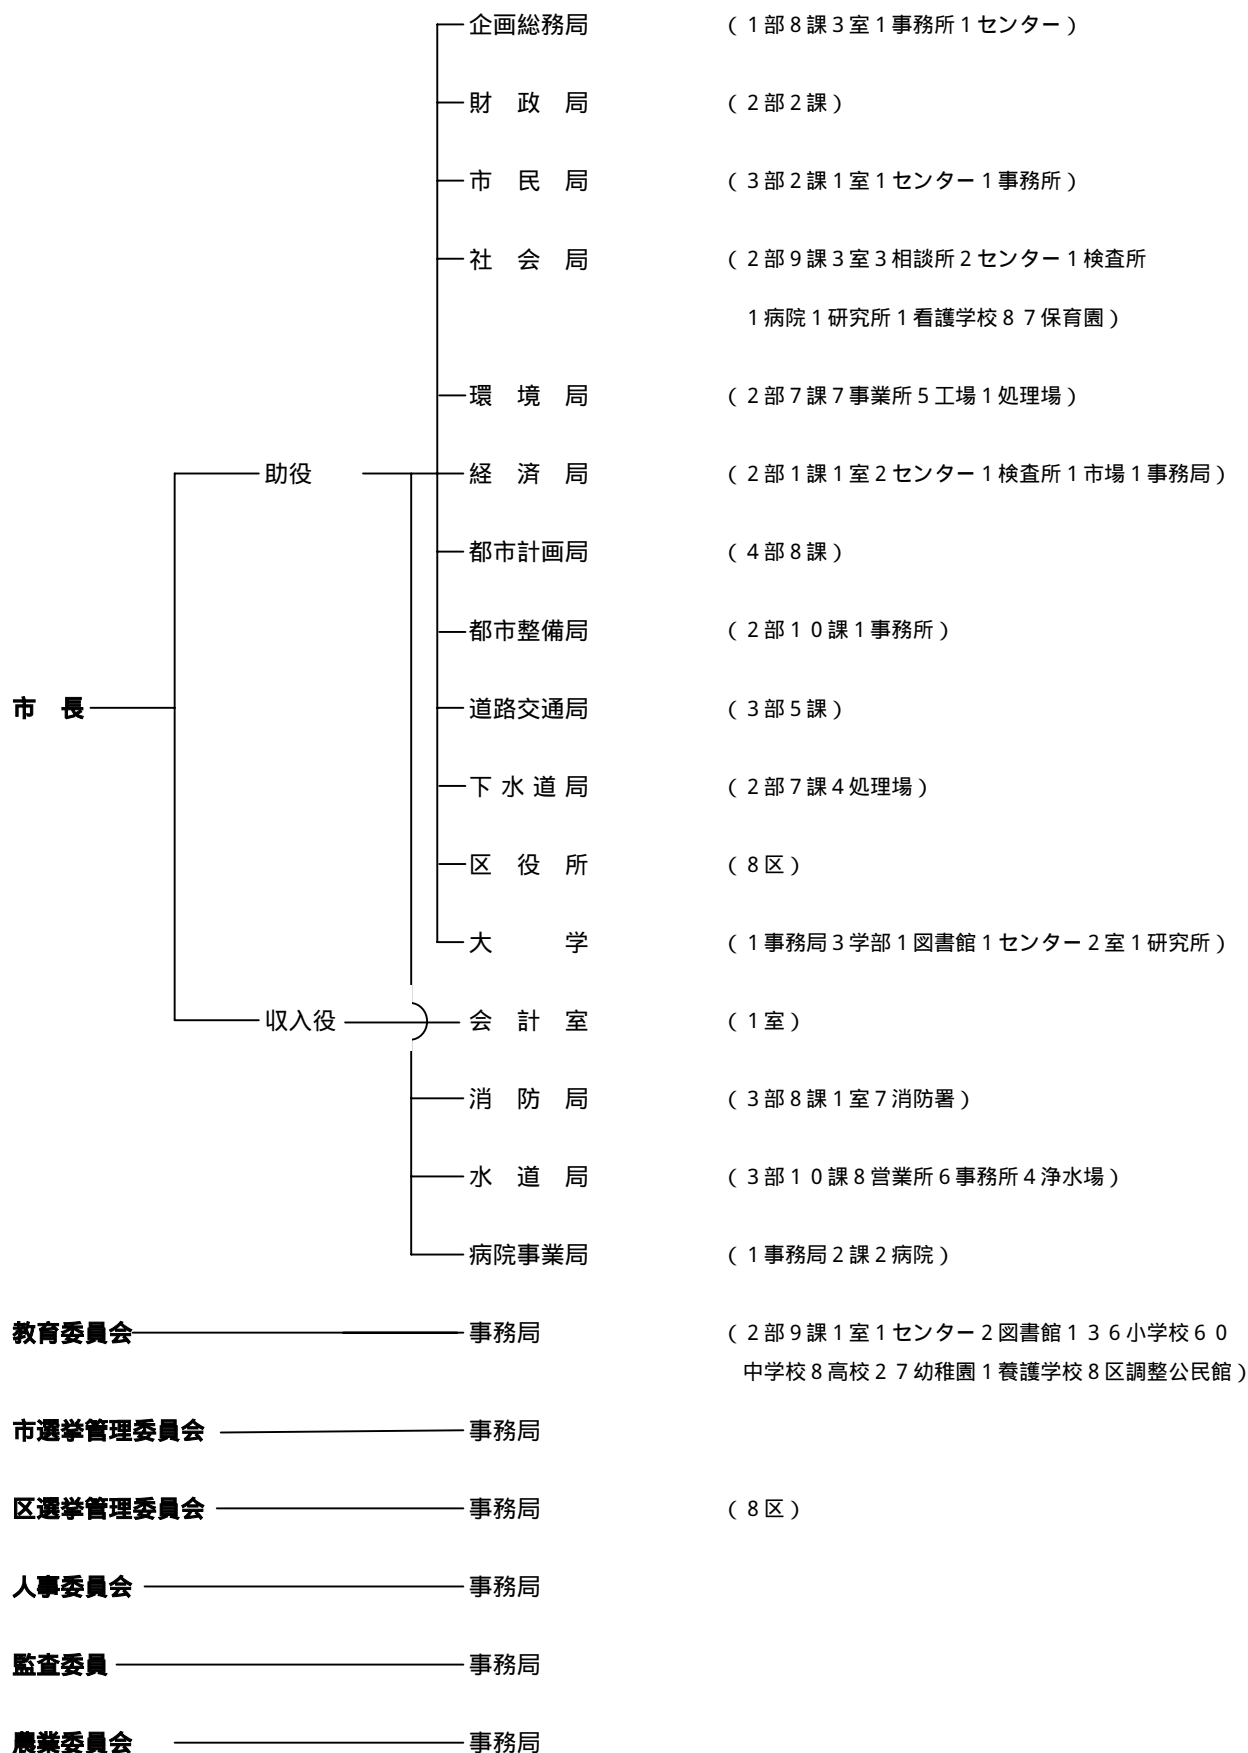 企画総務局 （１部８課３室１事務所１センター）
財　政　局 （２部２課）
市　民　局 （３部２課１室１センター１事務所）
社　会　局 （２部９課３室３相談所２センター１検査所
１病院１研究所１看護学校８７保育園）
環　境　局 （２部７課７事業所５工場１処理場）
助役 経　済　局 （２部１課１室２センター１検査所１市場１事務局）
都市計画局 （４部８課）
都市整備局 （２部１０課１事務所）
市　長 道路交通局 （３部５課）
下 水 道 局 （２部７課４処理場）
区　役　所 （８区）
大　　　学 （１事務局３学部１図書館１センター２室１研究所）
収入役 会　計　室 （１室）
消　防　局 （３部８課１室７消防署）
水　道　局 （３部１０課８営業所６事務所４浄水場）
病院事業局 （１事務局２課２病院）
教育委員会 事務局 （２部９課１室１センター２図書館１３６小学校６０
中学校８高校２７幼稚園１養護学校８区調整公民館）
市選挙管理委員会 事務局
区選挙管理委員会 事務局 （８区）
人事委員会 事務局
監査委員 事務局
農業委員会 事務局